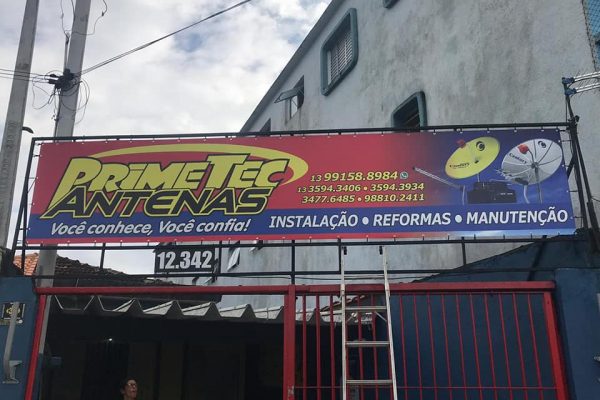 PRIMETEC
ANTENAS
Você conhece, Você confia!
13 99158.8984
13 3594.3406 • 3594.3934
3477.6485 • 98810.2411
INSTALAÇÃO • REFORMAS • MANUTENÇÃO
12.342